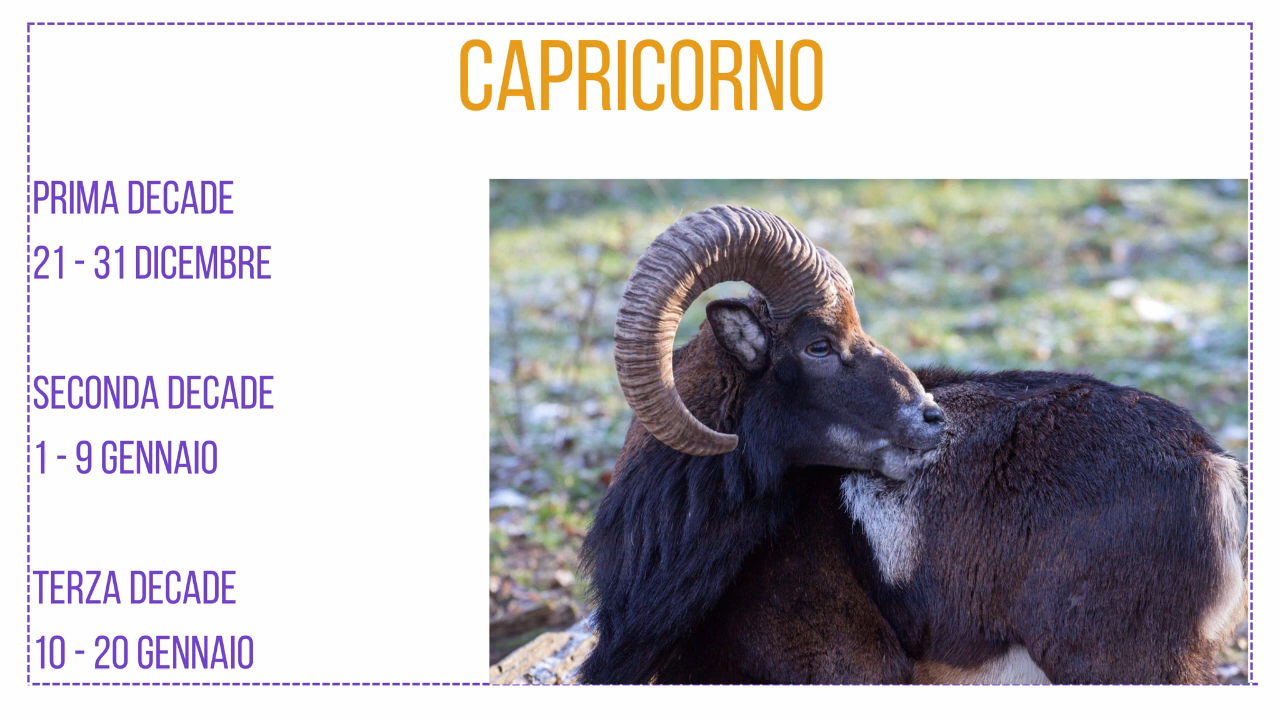 CAPRICORNO
PRIMA DECADE
21 - 31 DICEMBRE
SECONDA DECADE
1 - 9 GENNAIO
TERZA DECADE
10 - 20 GENNAIO